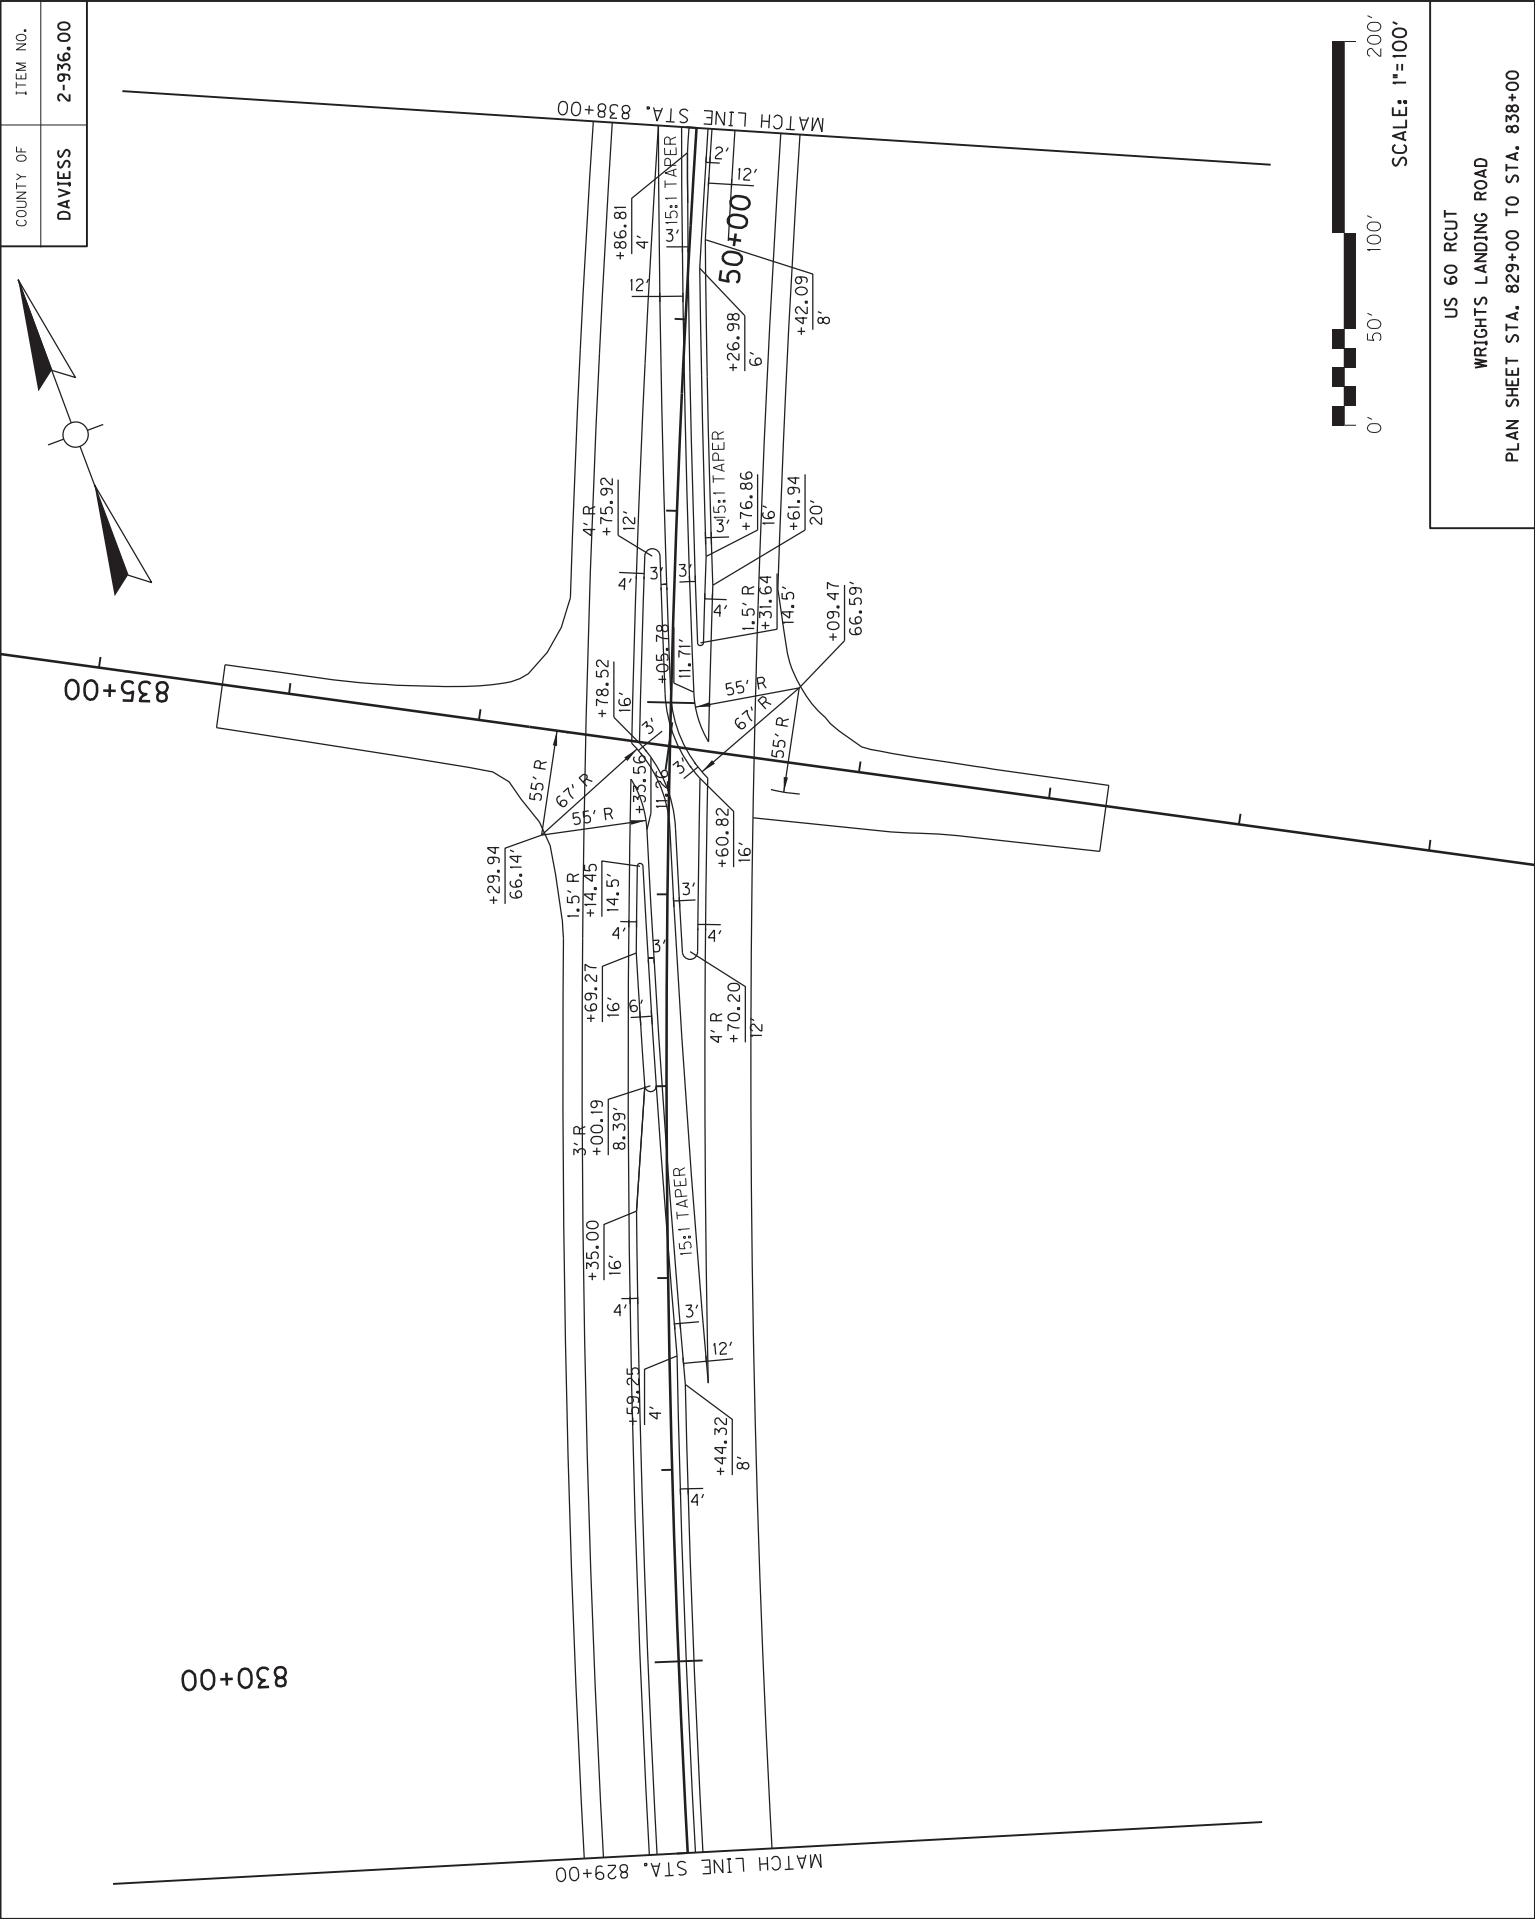 COUNTY OF
ITEM NO.
DAVIESS
2-936.00
MATCH LINE STA. 838+00
+86.81
4'
15:1 TAPER
3'
12'
2'
12'
50+00
+42.09
8'
+26.98
6'
4' R
+75.92
12'
15:1 TAPER
3'
+76.86
16'
+61.94
20'
4'
3'
3'
4'
1.5' R
+31.64
14.5'
+09.47
66.59'
835+00
+78.52
16'
+05.78
11.71'
55' R
67' R
55' R
3'
3'
55' R
67' R
55' R
+33.56
11.26'
+60.82
16'
+29.94
66.14'
1.5' R
+14.45
14.5'
3'
4'
3'
4'
+69.27
16'
6'
4' R
+70.20
12'
3' R
+00.19
8.39'
15:1 TAPER
+35.00
16'
4'
3'
12'
+59.25
4'
+44.32
8'
4'
830+00
MATCH LINE STA. 829+00
0'
50'
100'
200'
SCALE: 1"=100'
US 60 RCUT
WRIGHTS LANDING ROAD
PLAN SHEET STA. 829+00 TO STA. 838+00